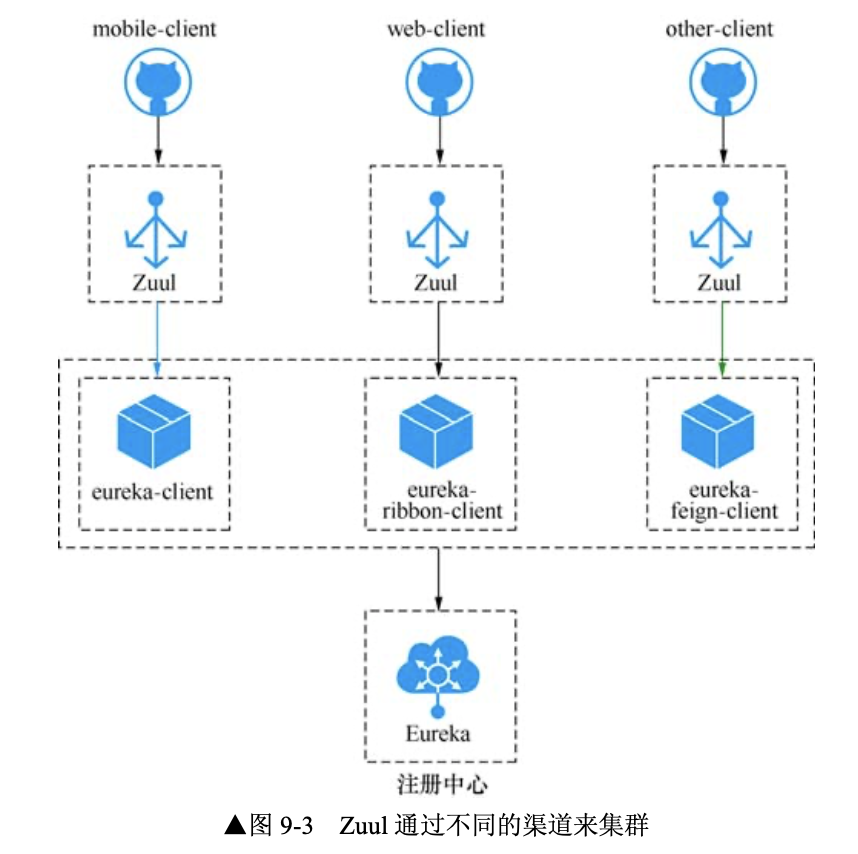 mobile-client
web-client
other-client
Zuul
Zuul
Zuul
eureka-client
eureka-
ribbon-client
eureka-
feign-client
Eureka
注册中心
▲图 9-3 Zuul 通过不同的渠道来集群